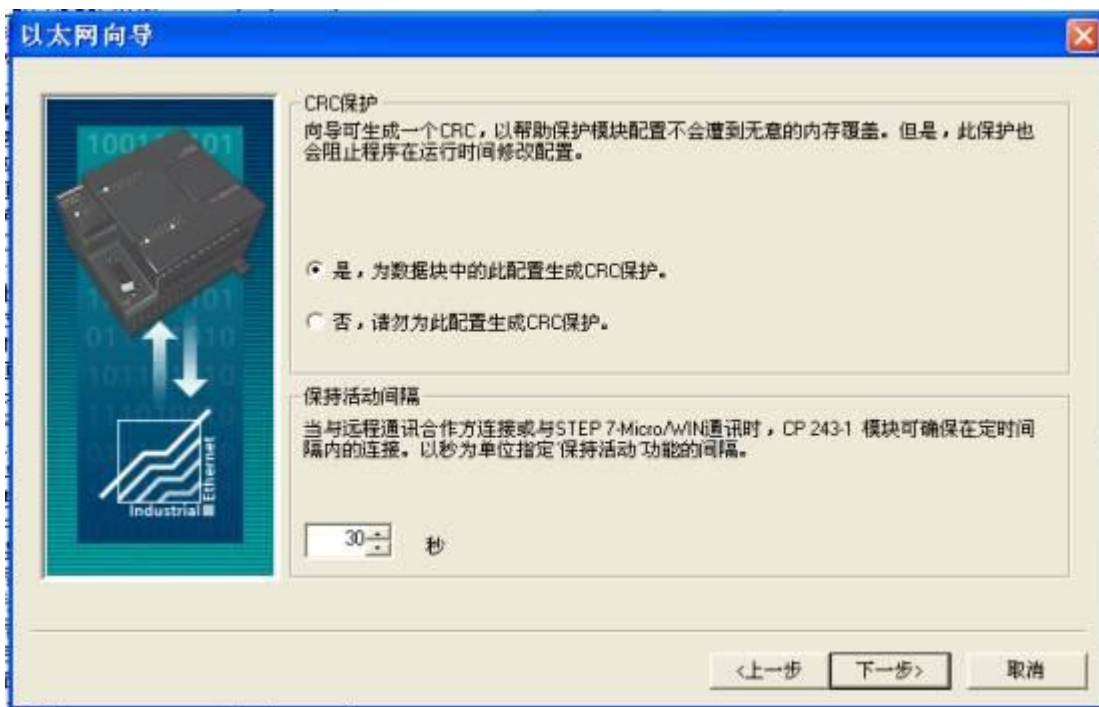 以太网向导
CRC保护
向导可生成一个CRC，以帮助保护模块配置不会遭到无意的内存覆盖。但是，此保护也
会阻止程序在运行时间修改配置。
是，为数据块中的此配置生成CRC保护。
否，请勿为此配置生成CRC保护。
保持活动间隔
当与远程通讯合作方连接或与STEP 7-Micro/WIN通讯时，CP 243-1 模块可确保在定时间
隔内的连接。以秒为单位指定'保持活动'功能的间隔。
30 秒
Industrial
Ethernet
<上一步 下一步> 取消